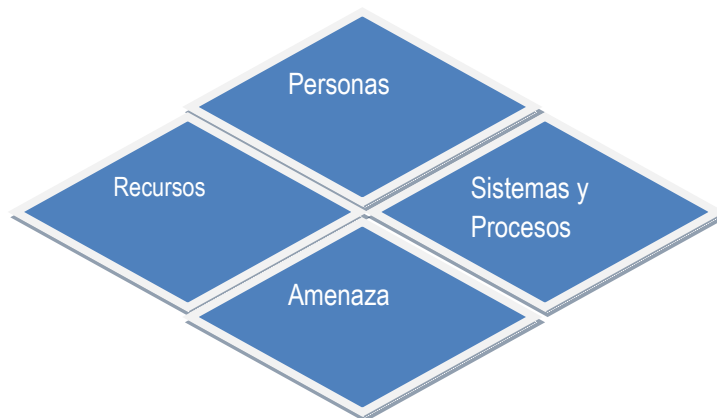 Personas
Recursos
Sistemas y
Procesos
Amenaza